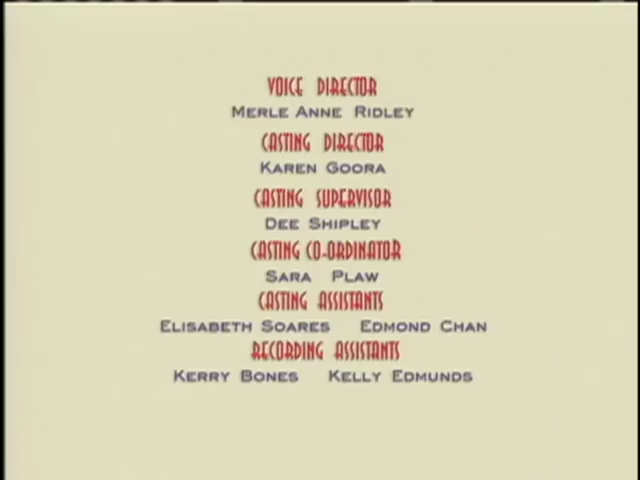 VOICE DIRECTOR
MERLE ANNE RIDLEY
CASTING DIRECTOR
KAREN GOORA
CASTING SUPERVISOR
DEE SHIPLEY
CASTING CO-ORDINATOR
SARA PLAW
CASTING ASSISTANTS
ELISABETH SOARES EDMOND CHAN
RECORDING ASSISTANTS
KERRY BONES KELLY EDMUNDS